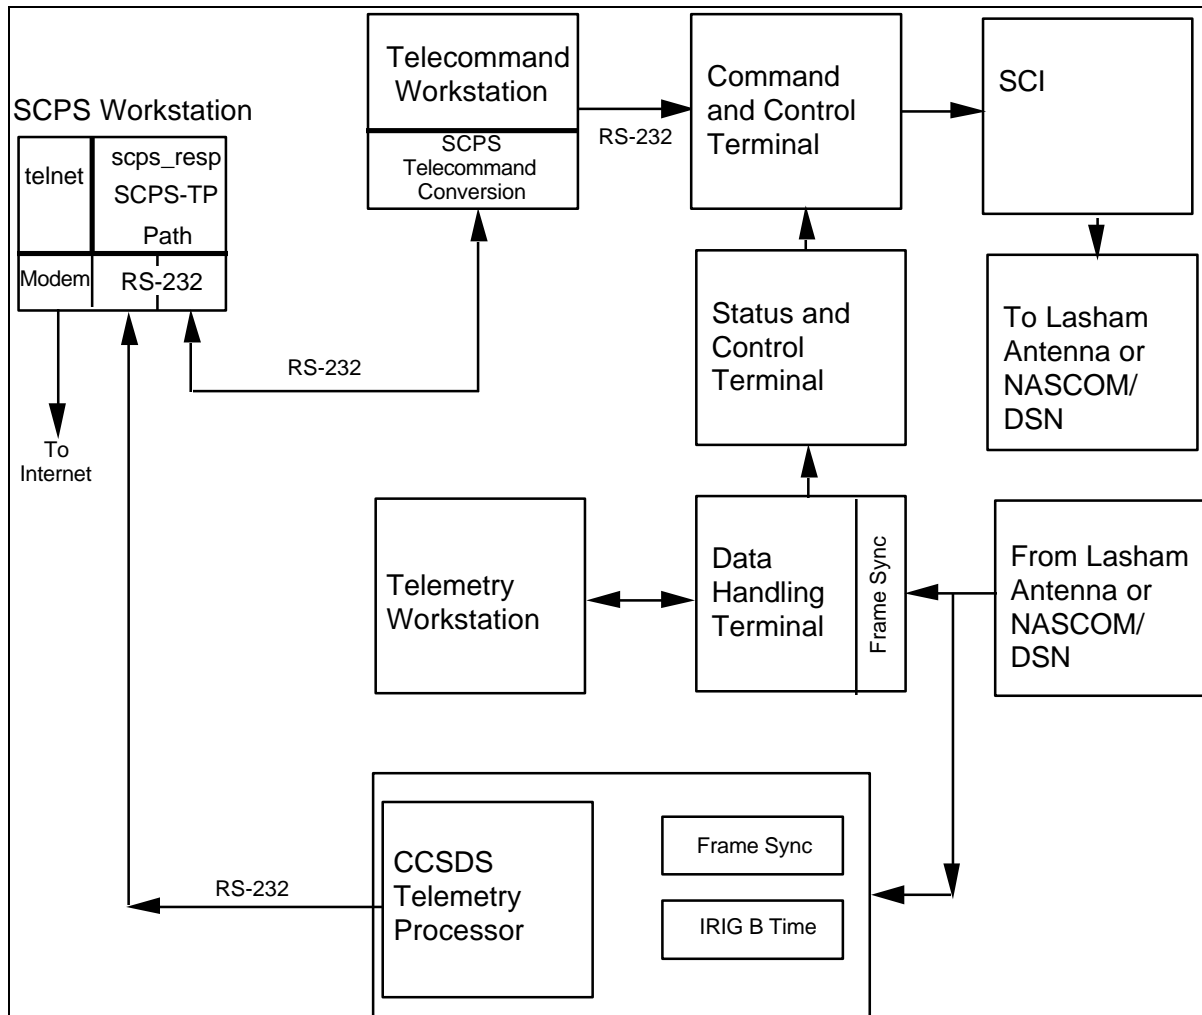 SCPS Workstation
telnet
scps_resp
SCPS-TP
Path
Modem
RS-232
To
Internet
Telecommand
Workstation
SCPS
Telecommand
Conversion
RS-232
RS-232
Command
and Control
Terminal
SCI
Status and
Control
Terminal
To Lasham
Antenna or
NASCOM/
DSN
Telemetry
Workstation
Data
Handling
Terminal
Frame Sync
From Lasham
Antenna or
NASCOM/
DSN
RS-232
CCSDS
Telemetry
Processor
Frame Sync
IRIG B Time